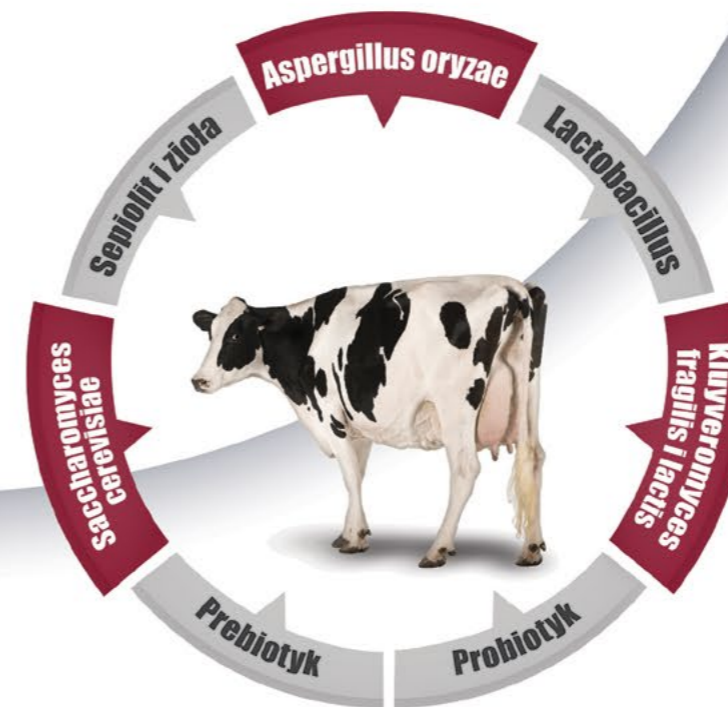 Aspergillus oryzae
Lactobacillus
Kluyveromyces
fragilis i lactis
Probiotyk
Prebiotyk
Saccharomyces
cerevisiae
Sepiolit i zioła